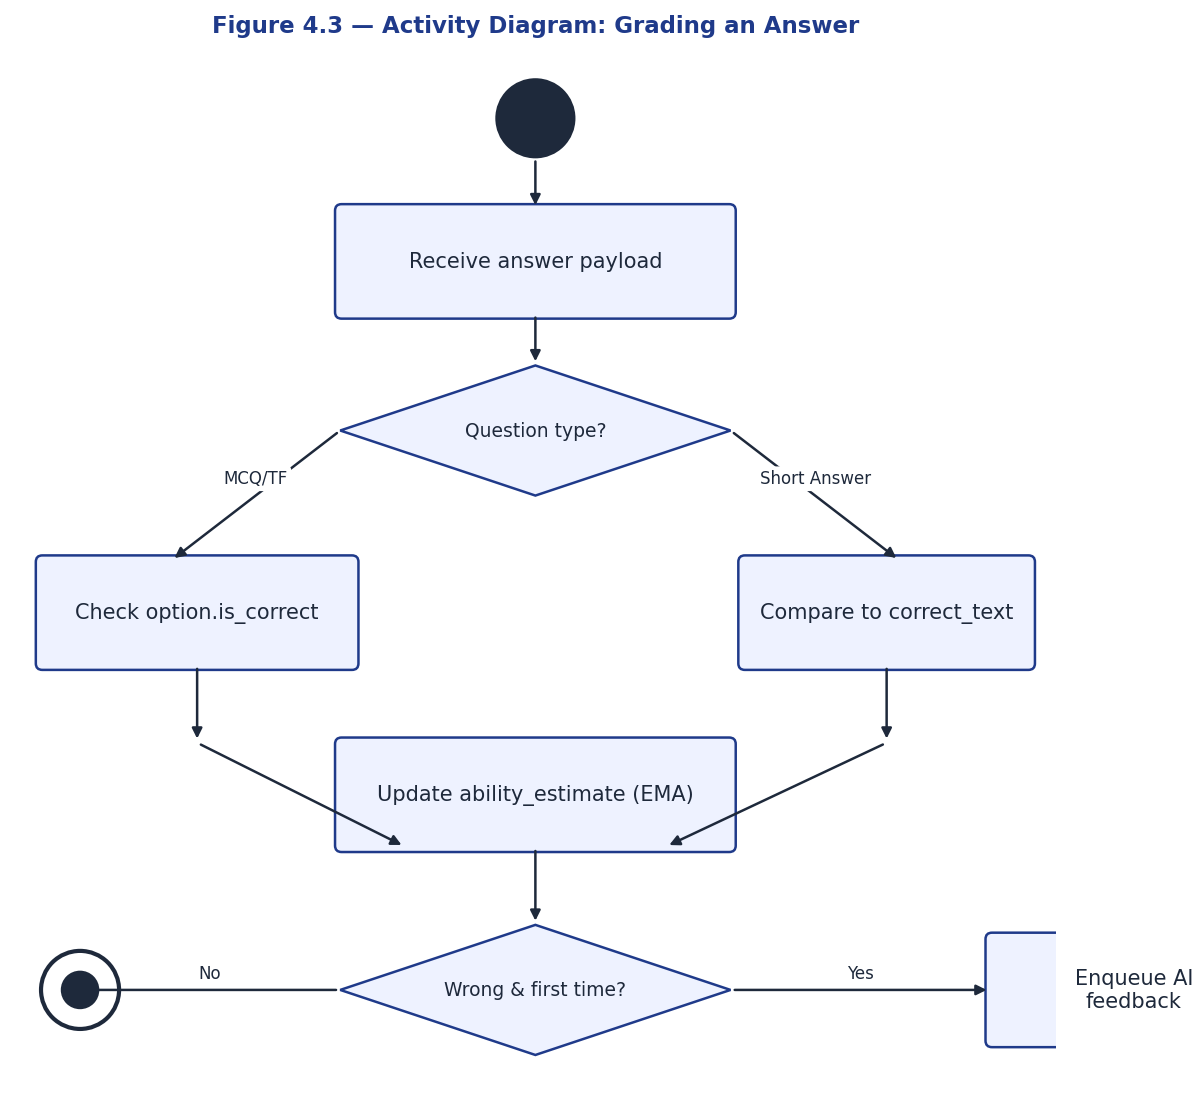 Figure 4.3 — Activity Diagram: Grading an Answer
Receive answer payload
Question type?
MCQ/TF
Short Answer
Check option.is_correct
Compare to correct_text
Update ability_estimate (EMA)
No
Wrong & first time?
Yes
Enqueue AI
feedback